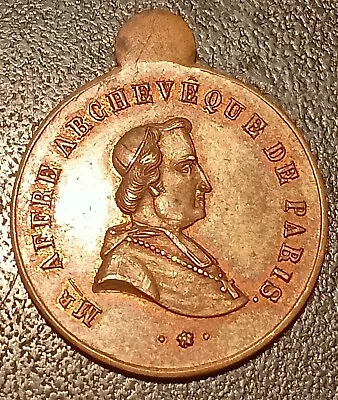 MR AFFRE ARCHEVÊQUE DE PARIS.